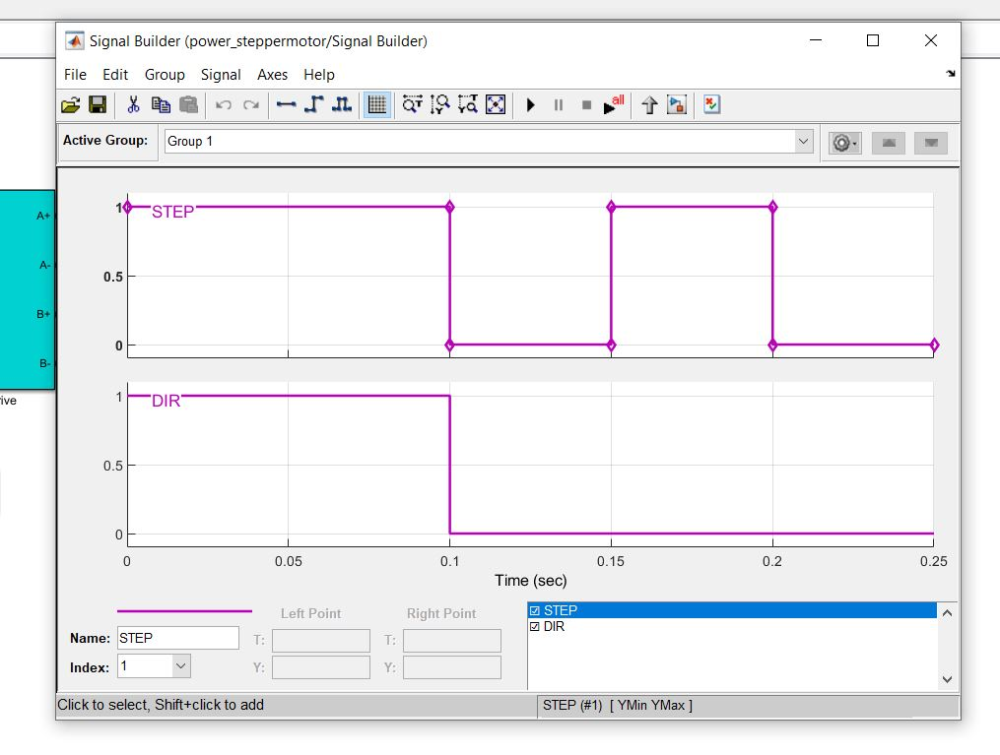 Signal Builder (power_steppermotor/Signal Builder)
File Edit Group Signal Axes Help
all
Active Group: Group 1
A+
A-
B+
B-
ive
1
STEP
0.5
0
1
DIR
0.5
0
0 0.05 0.1 0.15 0.2 0.25
Time (sec)
Left Point Right Point
Name: STEP T: T:
Index: 1 Y: Y:
STEP
DIR
Click to select, Shift+click to add STEP (#1) [ YMin YMax ]